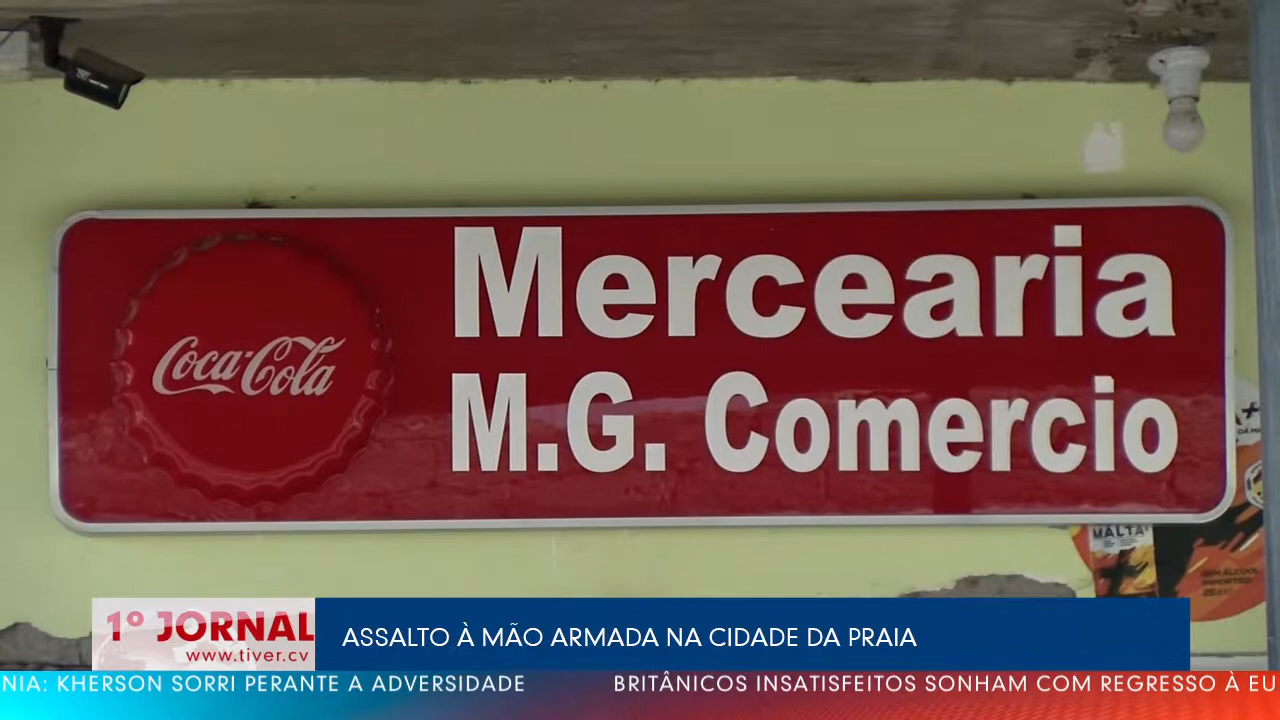 Mercearia
Coca-Cola
M.G. Comercio
MALTA
1º JORNAL
www.tiver.cv
ASSALTO À MÃO ARMADA NA CIDADE DA PRAIA
NIA: KHERSON SORRI PERANTE A ADVERSIDADE
BRITÂNICOS INSATISFEITOS SONHAM COM REGRESSO À EU